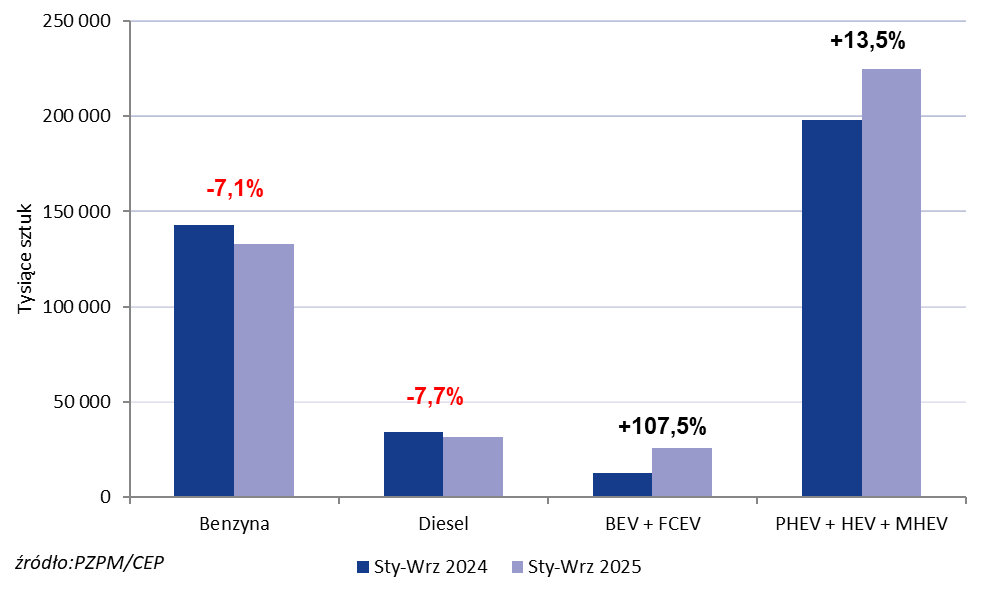 250 000
200 000
150 000
100 000
50 000
0
Tysiące sztuk
-7,1%
-7,7%
+107,5%
+13,5%
Benzyna
Diesel
BEV + FCEV
PHEV + HEV + MHEV
źródło:PZPM/CEP
Sty-Wrz 2024
Sty-Wrz 2025